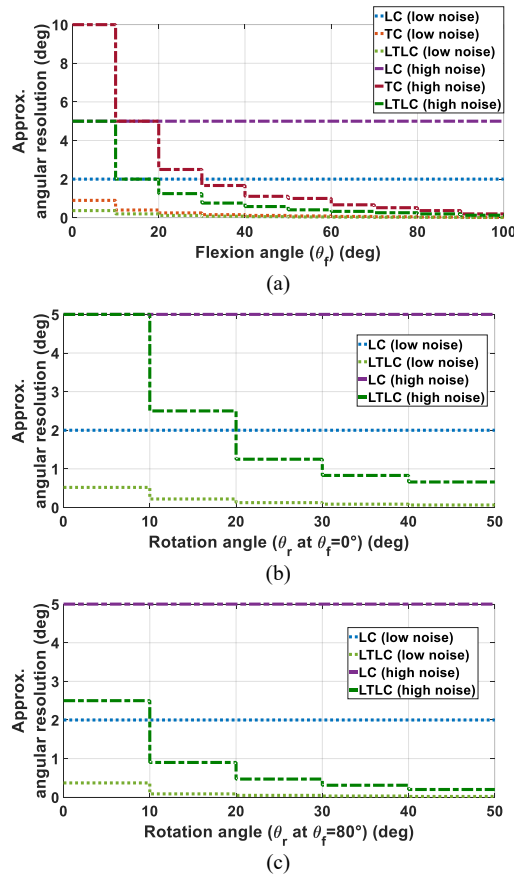 LC (low noise)
TC (low noise)
LTLC (low noise)
LC (high noise)
TC (high noise)
LTLC (high noise)
10
8
6
4
2
0
Approx.
angular resolution (deg)
0
20
40
60
80
100
Flexion angle (θf) (deg)
(a)
5
4
3
2
1
0
Approx.
angular resolution (deg)
LC (low noise)
LTLC (low noise)
LC (high noise)
LTLC (high noise)
0
10
20
30
40
50
Rotation angle (θr at θf=0°) (deg)
(b)
5
4
3
2
1
0
Approx.
angular resolution (deg)
LC (low noise)
LTLC (low noise)
LC (high noise)
LTLC (high noise)
0
10
20
30
40
50
Rotation angle (θr at θf=80°) (deg)
(c)